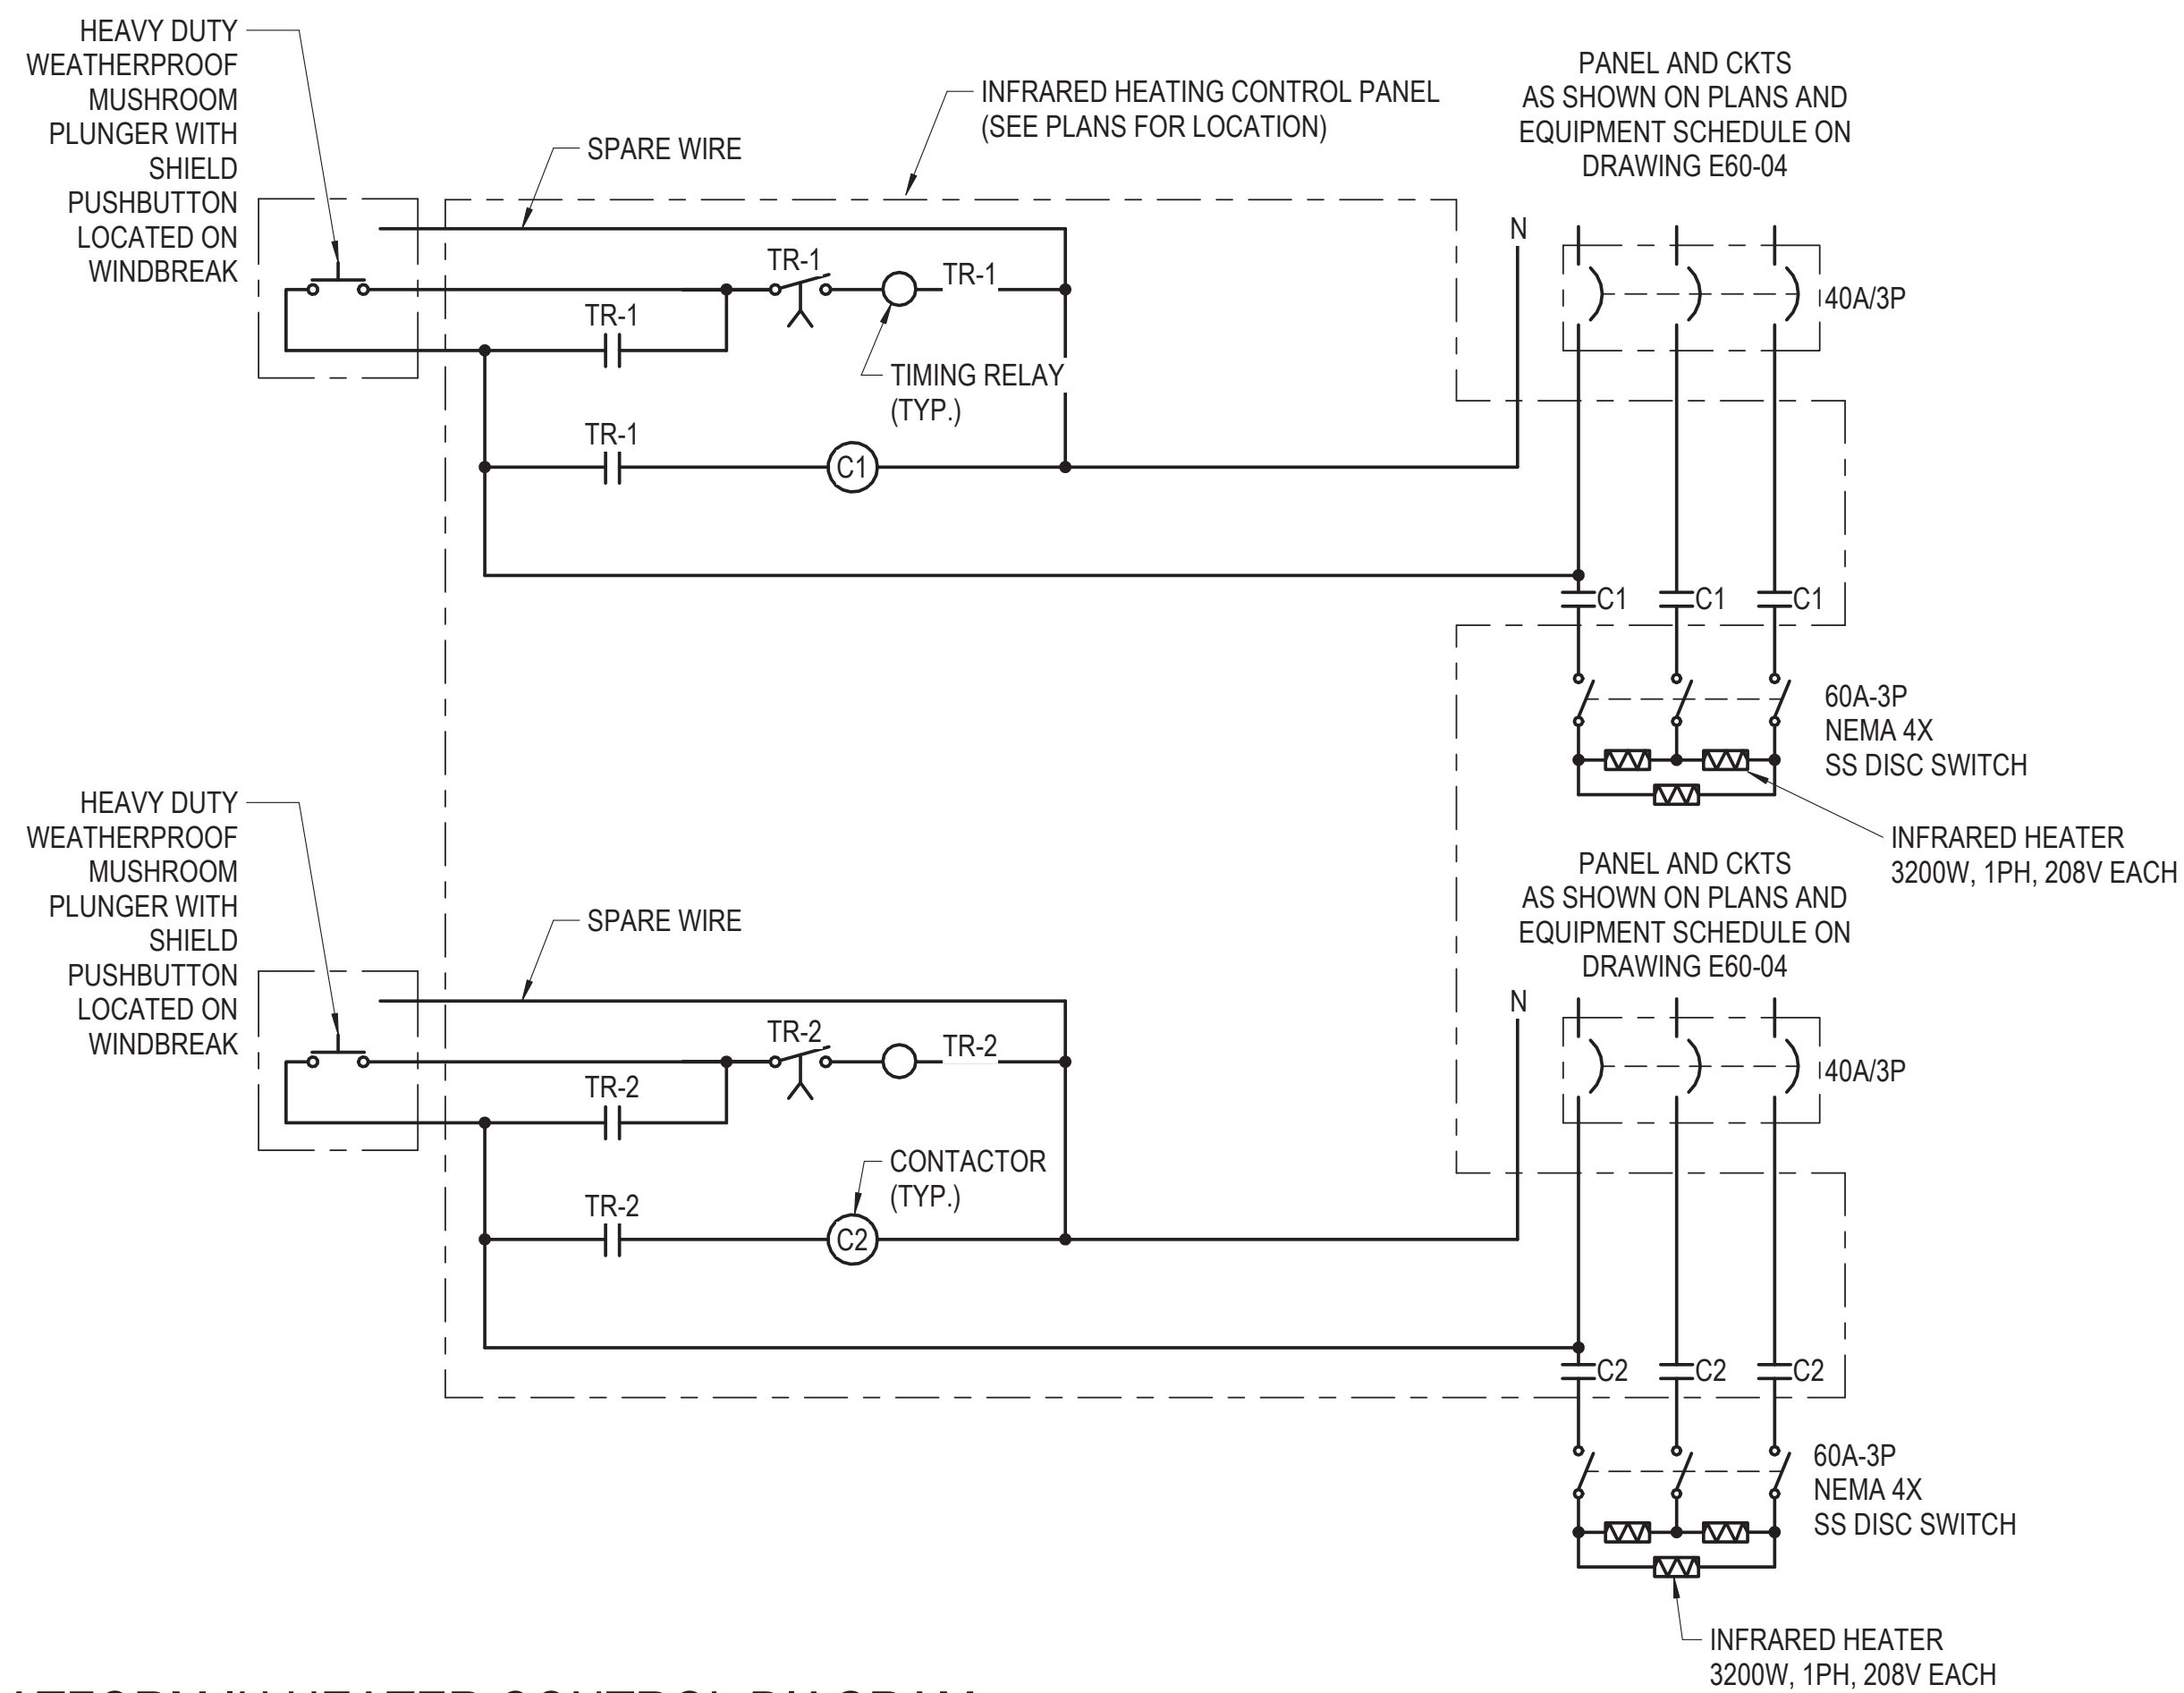 HEAVY DUTY
WEATHERPROOF
MUSHROOM
PLUNGER WITH
SHIELD
PUSHBUTTON
LOCATED ON
WINDBREAK
SPARE WIRE
INFRARED HEATING CONTROL PANEL
(SEE PLANS FOR LOCATION)
PANEL AND CKTS
AS SHOWN ON PLANS AND
EQUIPMENT SCHEDULE ON
DRAWING E60-04
N
TR-1
TR-1
TR-1
40A/3P
TIMING RELAY
(TYP.)
TR-1
C1
C1
C1
C1
60A-3P
NEMA 4X
SS DISC SWITCH
INFRARED HEATER
3200W, 1PH, 208V EACH
HEAVY DUTY
WEATHERPROOF
MUSHROOM
PLUNGER WITH
SHIELD
PUSHBUTTON
LOCATED ON
WINDBREAK
SPARE WIRE
PANEL AND CKTS
AS SHOWN ON PLANS AND
EQUIPMENT SCHEDULE ON
DRAWING E60-04
N
TR-2
TR-2
TR-2
40A/3P
CONTACTOR
(TYP.)
TR-2
C2
C2
C2
C2
60A-3P
NEMA 4X
SS DISC SWITCH
INFRARED HEATER
3200W, 1PH, 208V EACH
HEATER CONTROL DIAGRAM